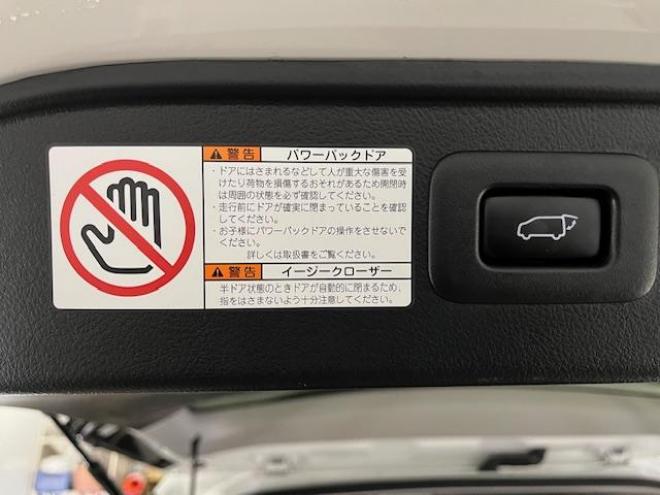 警告 パワーバックドア
・ドアにはさまれるなどして人が重大な傷害を受
けたり荷物を損傷するおそれがあるため開閉時
は周囲の状態を必ず確認してください。
・走行前にドアが確実に閉まっていることを確認
してください。
・お子様にパワーバックドアの操作をさせないで
ください。
詳しくは取扱書をご覧ください。
警告 イージークローザー
半ドア状態のときドアが自動的に閉まるため、
指をはさまないよう十分注意してください。